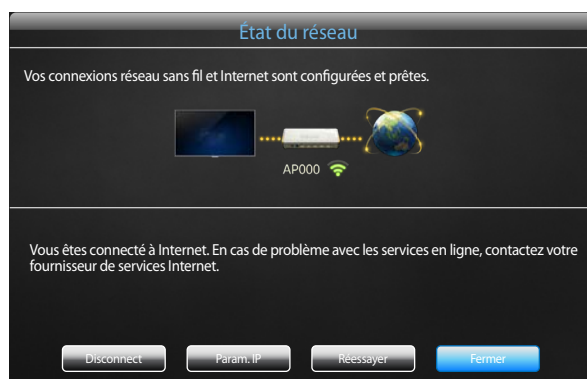 État du réseau
Vos connexions réseau sans fil et Internet sont configurées et prêtes.
AP000
Vous êtes connecté à Internet. En cas de problème avec les services en ligne, contactez votre
fournisseur de services Internet.
Disconnect Param. IP Réessayer Fermer